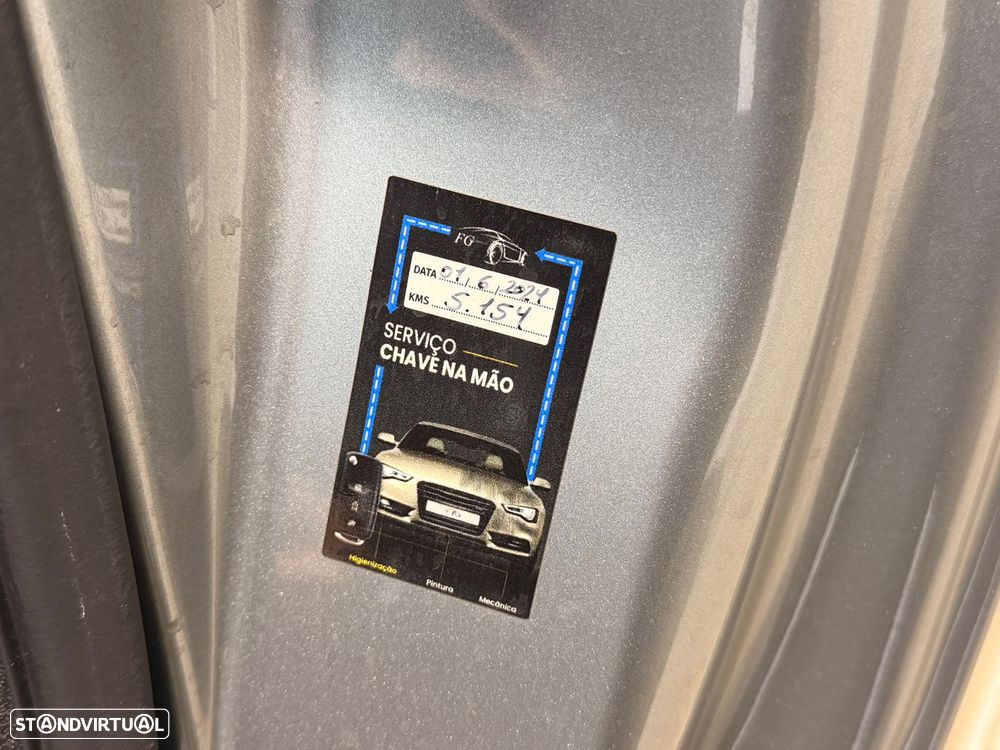 FG
DATA 01/6/2024
KMS 5.154
SERVIÇO
CHAVE NA MÃO
Higienização
Pintura
Mecânica
STANDVIRTUAL